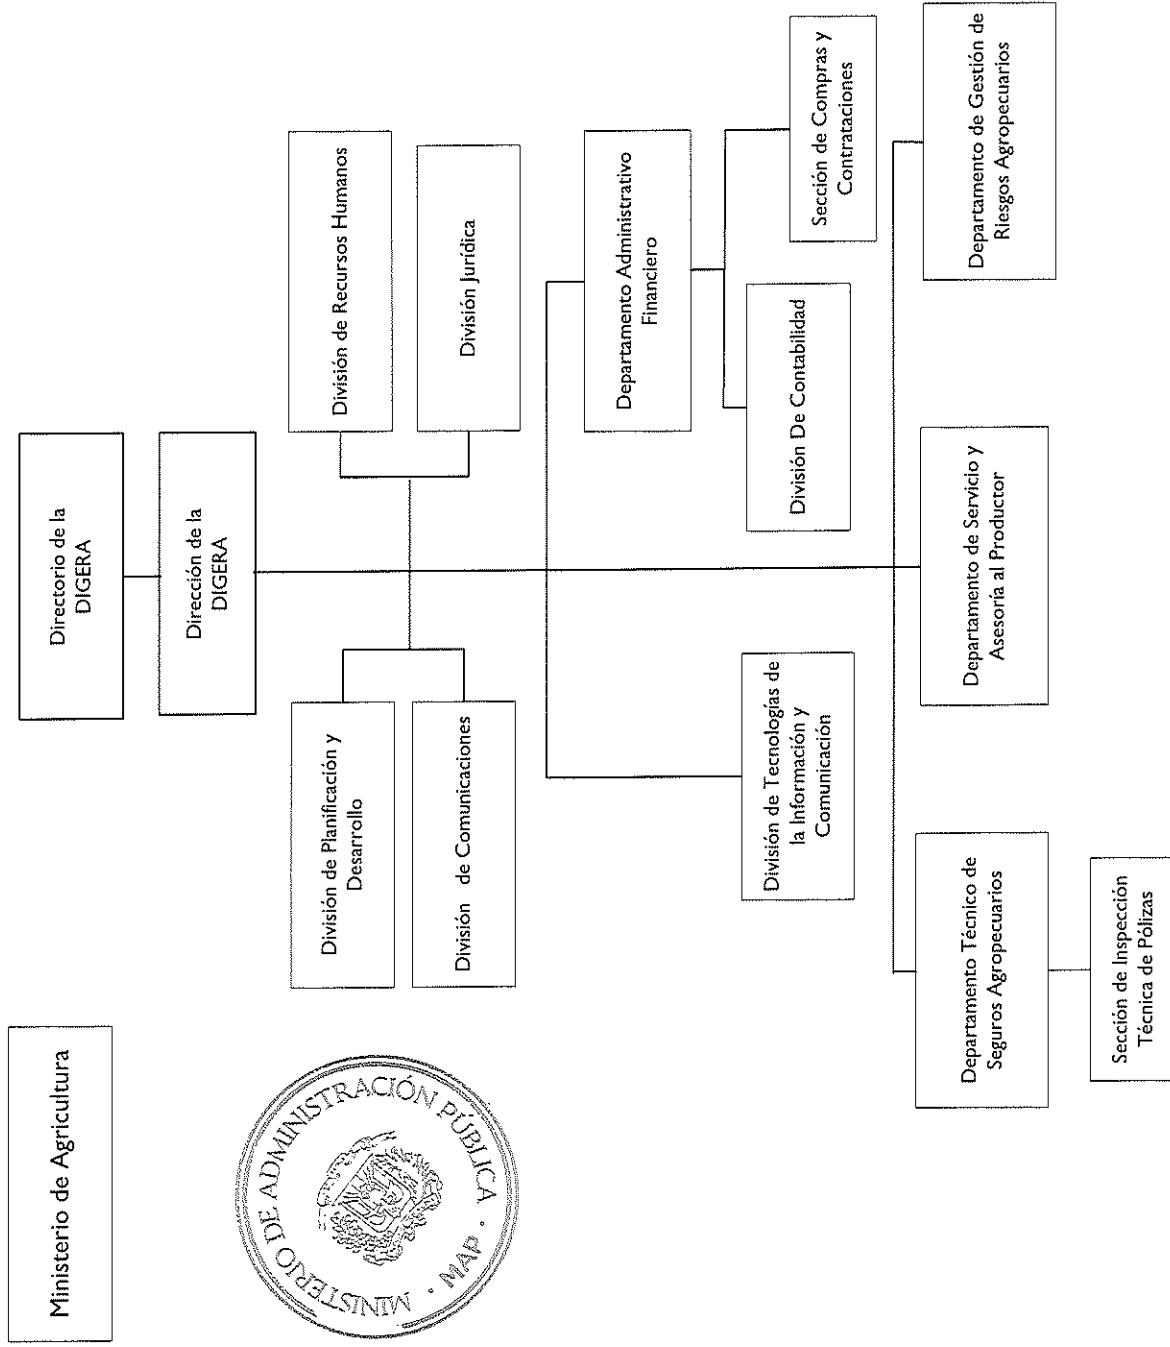 Ministerio de Agricultura
Directorio de la
DIGERA
Dirección de la
DIGERA
División de Planificación y
Desarrollo
División de Recursos Humanos
División de Comunicaciones
División Jurídica
MINISTERIO DE ADMINISTRACIÓN PÚBLICA
· MAP ·
División de Tecnologías de
la Información y
Comunicación
Departamento Administrativo
Financiero
División De Contabilidad
Sección de Compras y
Contrataciones
Departamento Técnico de
Seguros Agropecuarios
Sección de Inspección
Técnica de Pólizas
Departamento de Servicio y
Asesoría al Productor
Departamento de Gestión de
Riesgos Agropecuarios